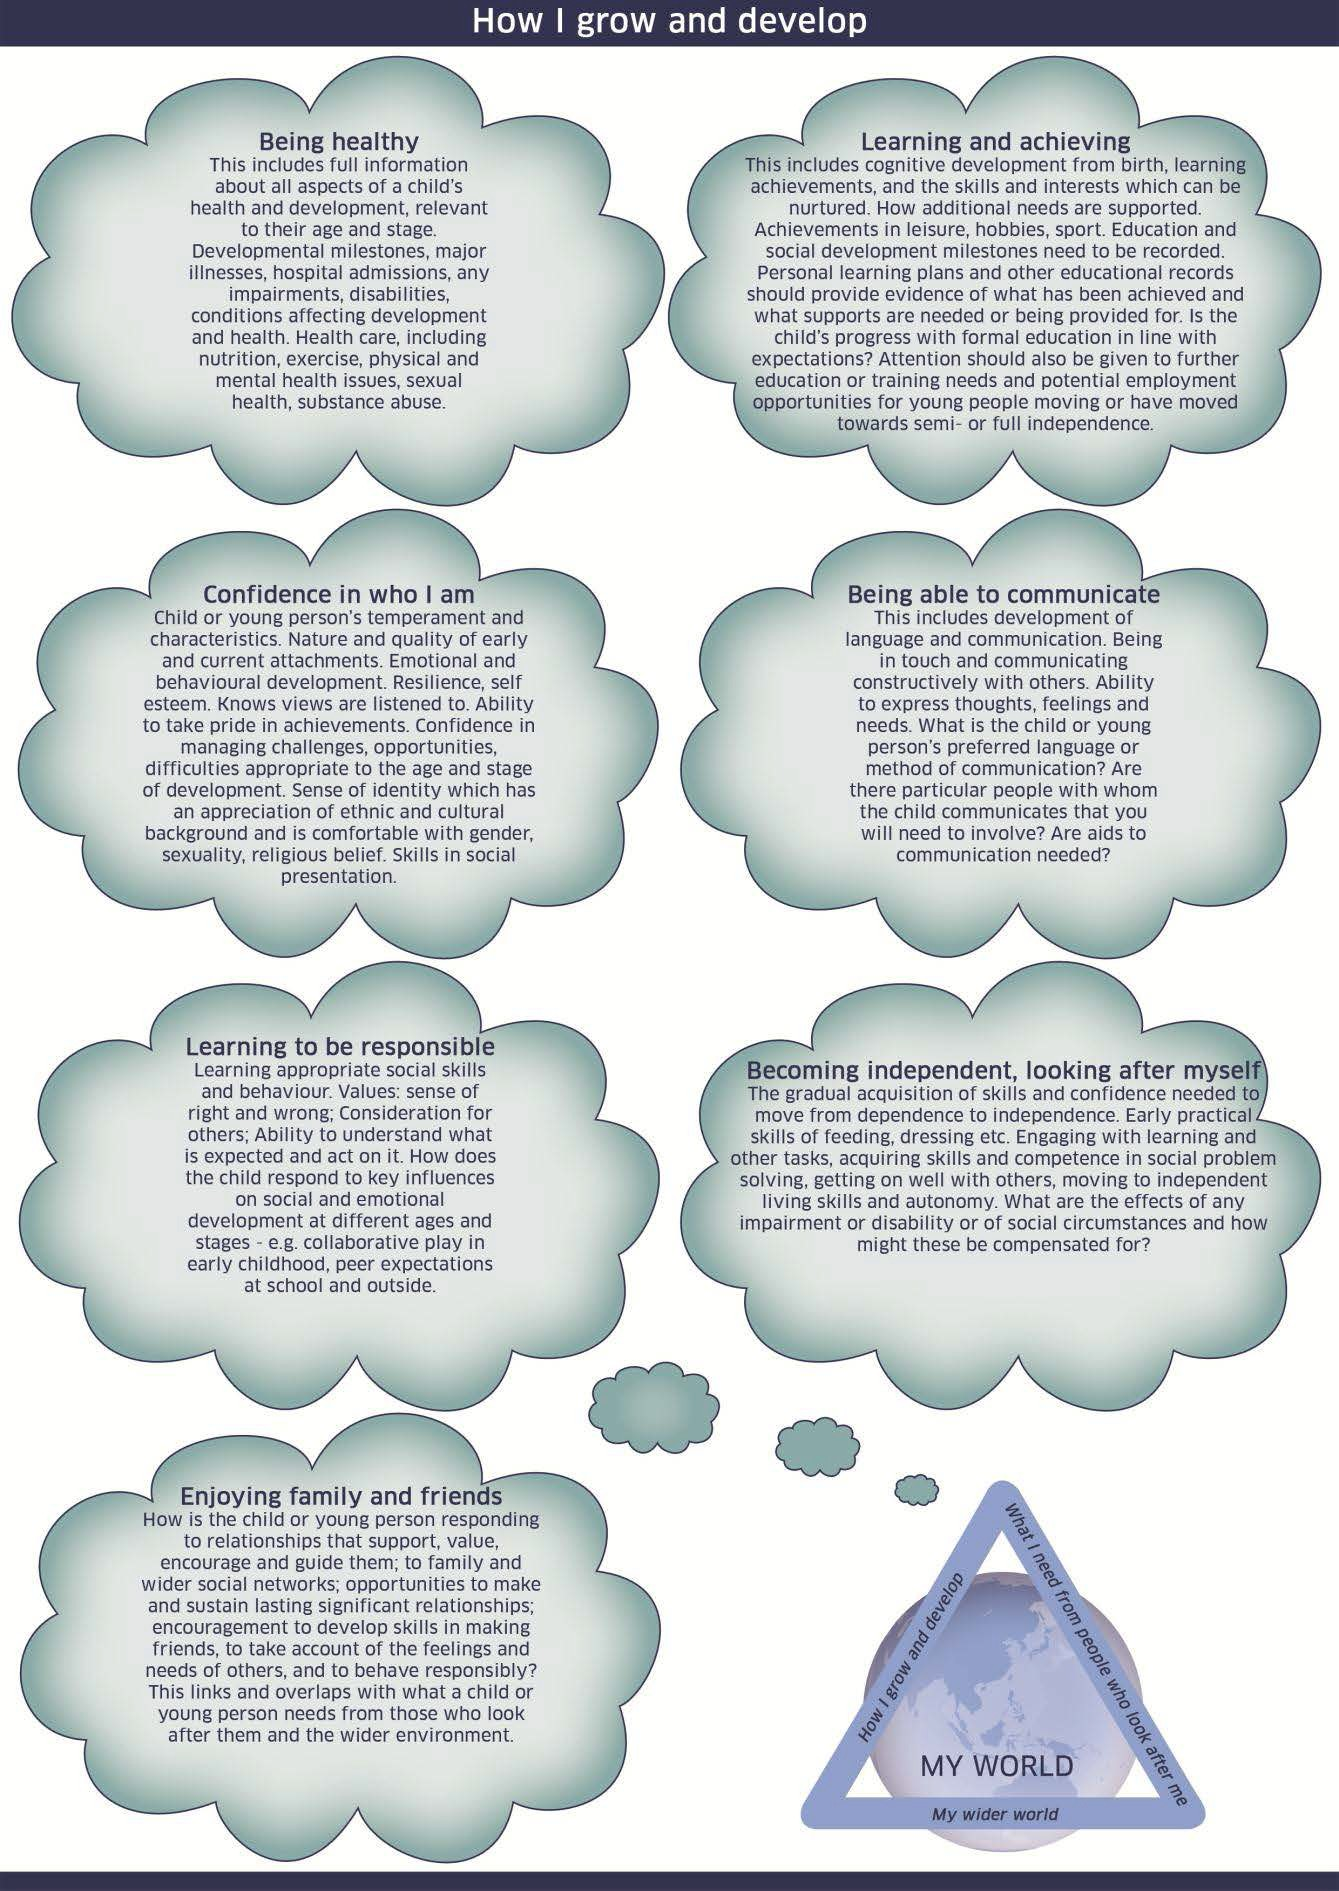 How I grow and develop
Being healthy
This includes full information
about all aspects of a child's
health and development, relevant
to their age and stage.
Developmental milestones, major
illnesses, hospital admissions, any
impairments, disabilities,
conditions affecting development
and health. Health care, including
nutrition, exercise, physical and
mental health issues, sexual
health, substance abuse.
Learning and achieving
This includes cognitive development from birth, learning
achievements, and the skills and interests which can be
nurtured. How additional needs are supported.
Achievements in leisure, hobbies, sport. Education and
social development milestones need to be recorded.
Personal learning plans and other educational records
should provide evidence of what has been achieved and
what supports are needed or being provided for. Is the
child's progress with formal education in line with
expectations? Attention should also be given to further
education or training needs and potential employment
opportunities for young people moving or have moved
towards semi- or full independence.
Confidence in who I am
Child or young person's temperament and
characteristics. Nature and quality of early
and current attachments. Emotional and
behavioural development. Resilience, self
esteem. Knows views are listened to. Ability
to take pride in achievements. Confidence in
managing challenges, opportunities,
difficulties appropriate to the age and stage
of development. Sense of identity which has
an appreciation of ethnic and cultural
background and is comfortable with gender,
sexuality, religious belief. Skills in social
presentation.
Being able to communicate
This includes development of
language and communication. Being
in touch and communicating
constructively with others. Ability
to express thoughts, feelings and
needs. What is the child or young
person's preferred language or
method of communication? Are
there particular people with whom
the child communicates that you
will need to involve? Are aids to
communication needed?
Learning to be responsible
Learning appropriate social skills
and behaviour. Values: sense of
right and wrong; Consideration for
others; Ability to understand what
is expected and act on it. How does
the child respond to key influences
on social and emotional
development at different ages and
stages - e.g. collaborative play in
early childhood, peer expectations
at school and outside.
Becoming independent, looking after myself
The gradual acquisition of skills and confidence needed to
move from dependence to independence. Early practical
skills of feeding, dressing etc. Engaging with learning and
other tasks, acquiring skills and competence in social problem
solving, getting on well with others, moving to independent
living skills and autonomy. What are the effects of any
impairment or disability or of social circumstances and how
might these be compensated for?
Enjoying family and friends
How is the child or young person responding
to relationships that support, value,
encourage and guide them; to family and
wider social networks; opportunities to make
and sustain lasting significant relationships;
encouragement to develop skills in making
friends, to take account of the feelings and
needs of others, and to behave responsibly?
This links and overlaps with what a child or
young person needs from those who look
after them and the wider environment.
How I grow and develop
What I need from people who look after me
MY WORLD
My wider world